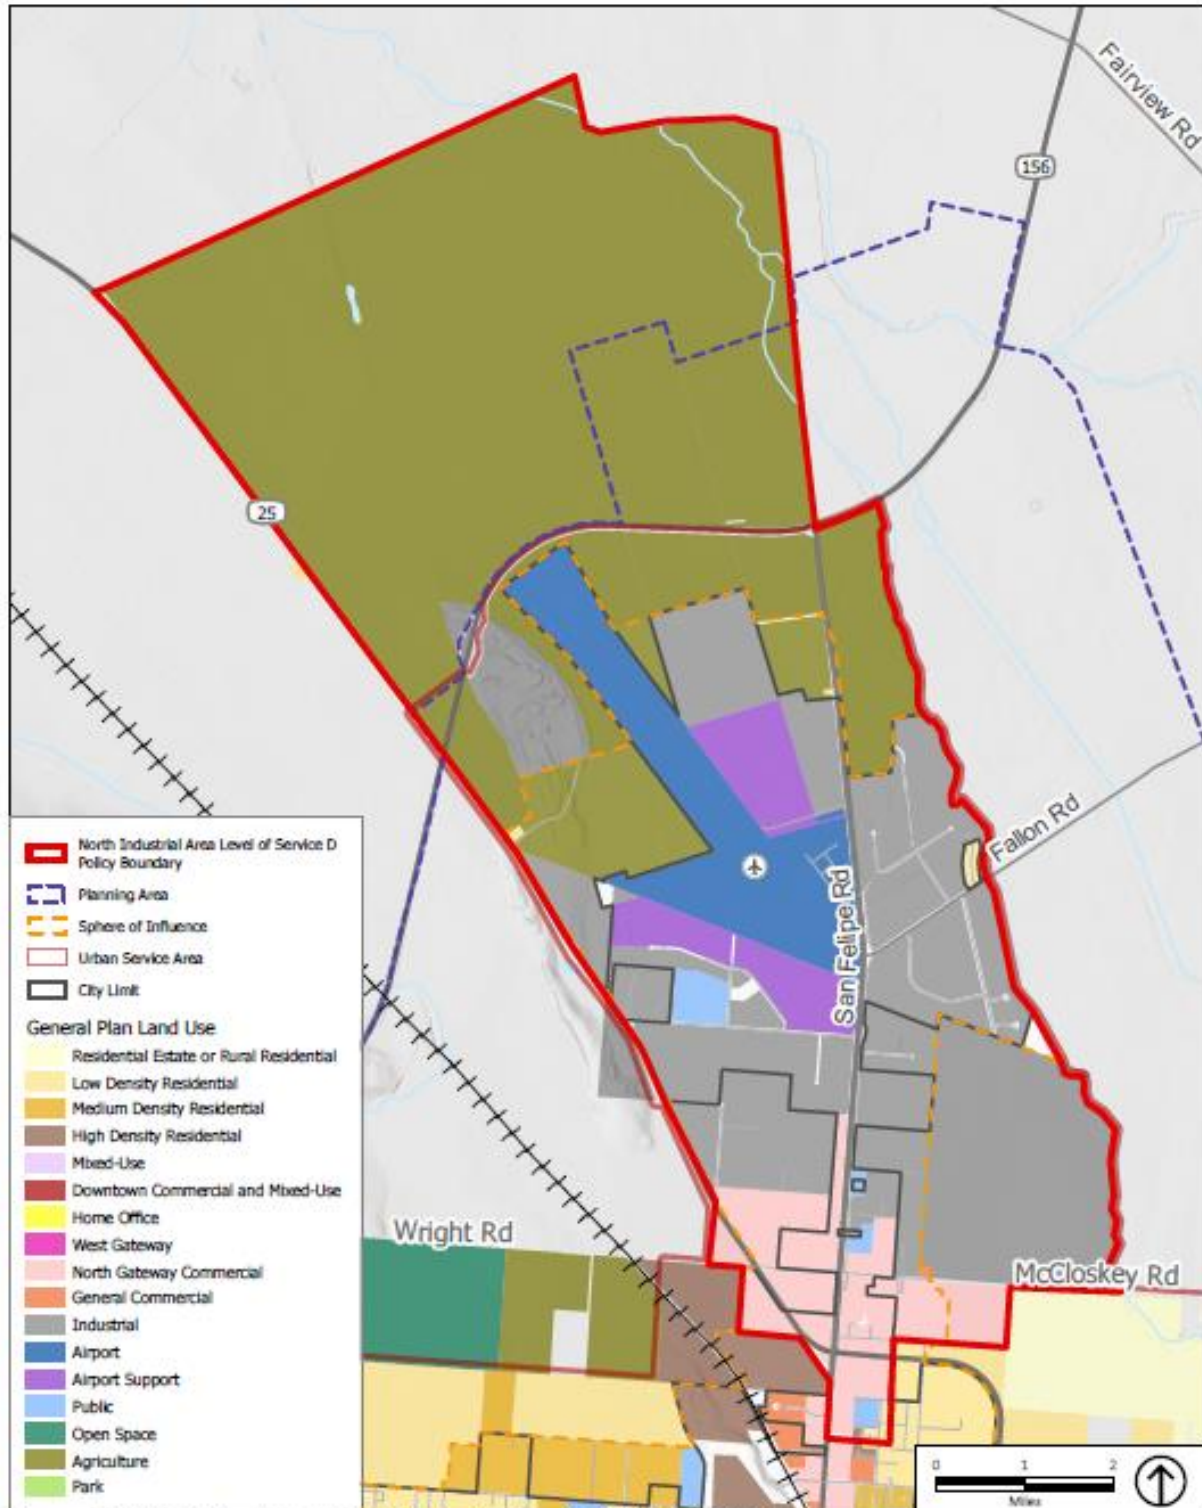 Fairview Rd
156
25
Fallon Rd
San Felipe Rd
Wright Rd
McCloskey Rd
North Industrial Area Level of Service D
Policy Boundary
Planning Area
Sphere of Influence
Urban Service Area
City Limit
General Plan Land Use
Residential Estate or Rural Residential
Low Density Residential
Medium Density Residential
High Density Residential
Mixed-Use
Downtown Commercial and Mixed-Use
Home Office
West Gateway
North Gateway Commercial
General Commercial
Industrial
Airport
Airport Support
Public
Open Space
Agriculture
Park
0 1 2
Miles